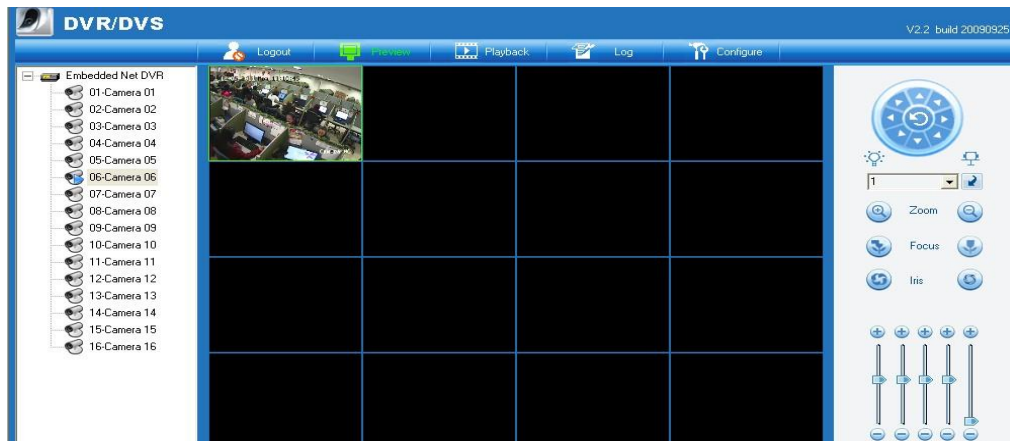 DVR/DVS
V2.2 build 20090925
Logout Preview Playback Log Configure
Embedded Net DVR
01-Camera 01
02-Camera 02
03-Camera 03
04-Camera 04
05-Camera 05
06-Camera 06
07-Camera 07
08-Camera 08
09-Camera 09
10-Camera 10
11-Camera 11
12-Camera 12
13-Camera 13
14-Camera 14
15-Camera 15
16-Camera 16
1
Zoom
Focus
Iris